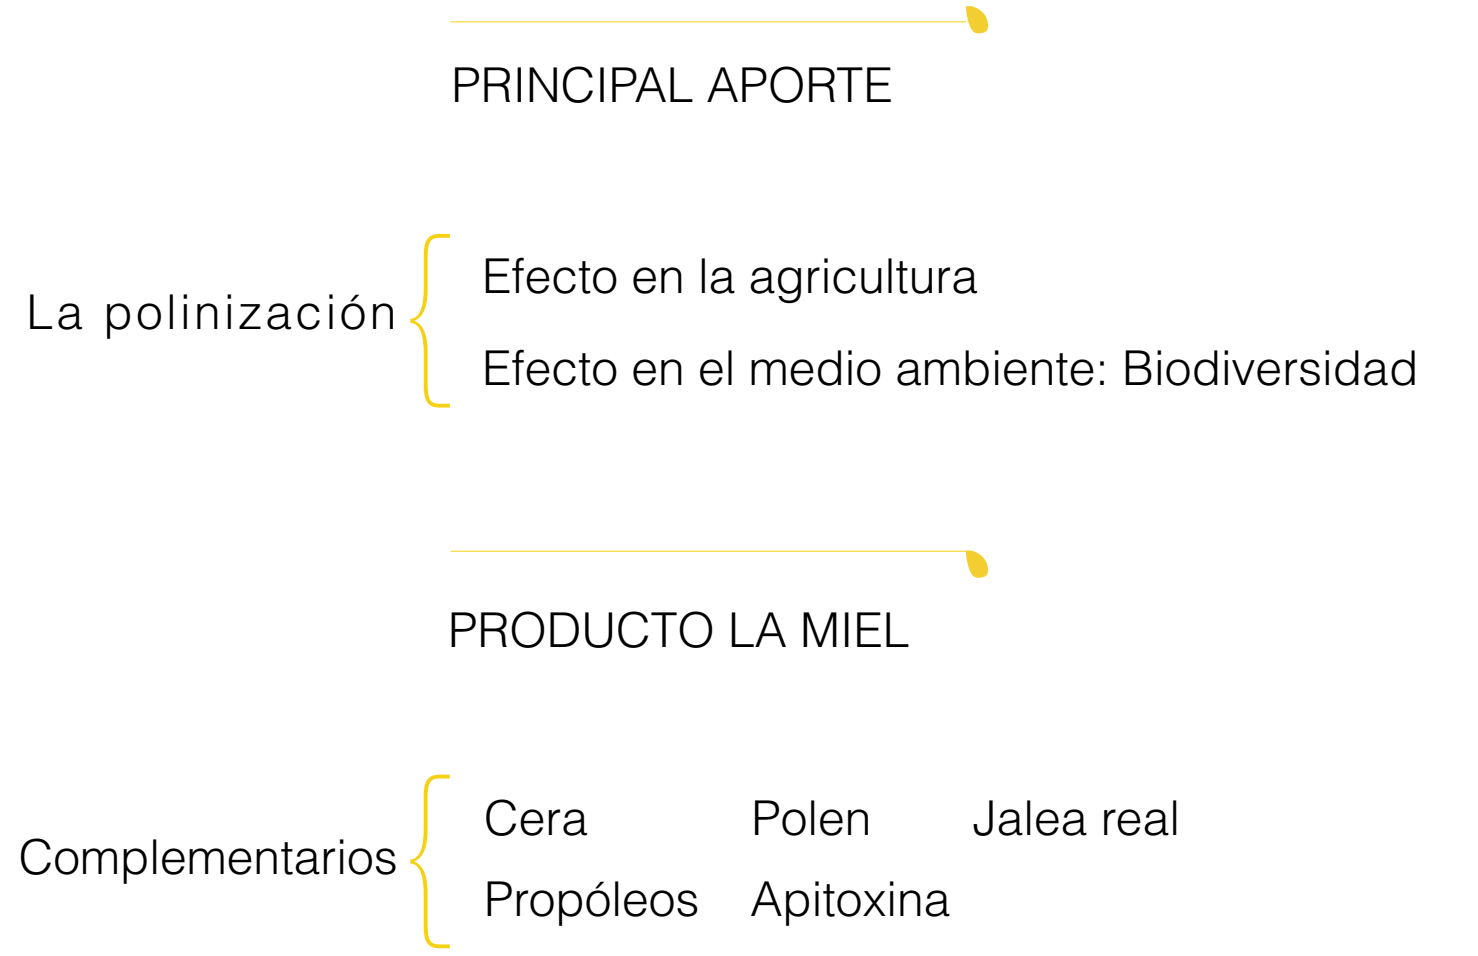 PRINCIPAL APORTE
La polinización
Efecto en la agricultura
Efecto en el medio ambiente: Biodiversidad
PRODUCTO LA MIEL
Complementarios
Cera Polen Jalea real
Propóleos Apitoxina